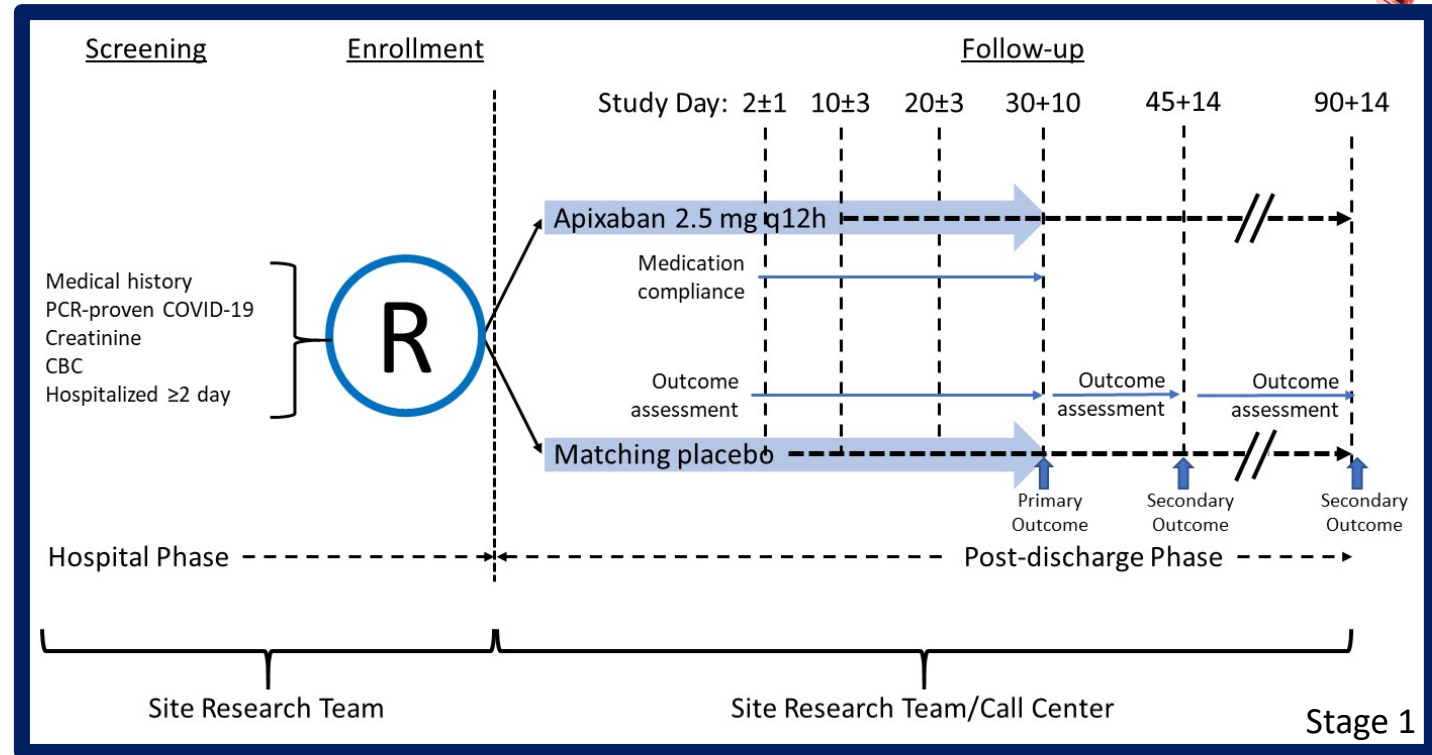 Screening
Enrollment
Follow-up
Study Day: 2±1 10±3 20±3 30+10 45+14 90+14
Apixaban 2.5 mg q12h
Medication
compliance
Medical history
PCR-proven COVID-19
Creatinine
CBC
Hospitalized ≥2 day
R
Outcome
assessment
Outcome
assessment
Outcome
assessment
Matching placebo
Primary
Outcome
Secondary
Outcome
Secondary
Outcome
Hospital Phase
Post-discharge Phase
Site Research Team
Site Research Team/Call Center
Stage 1